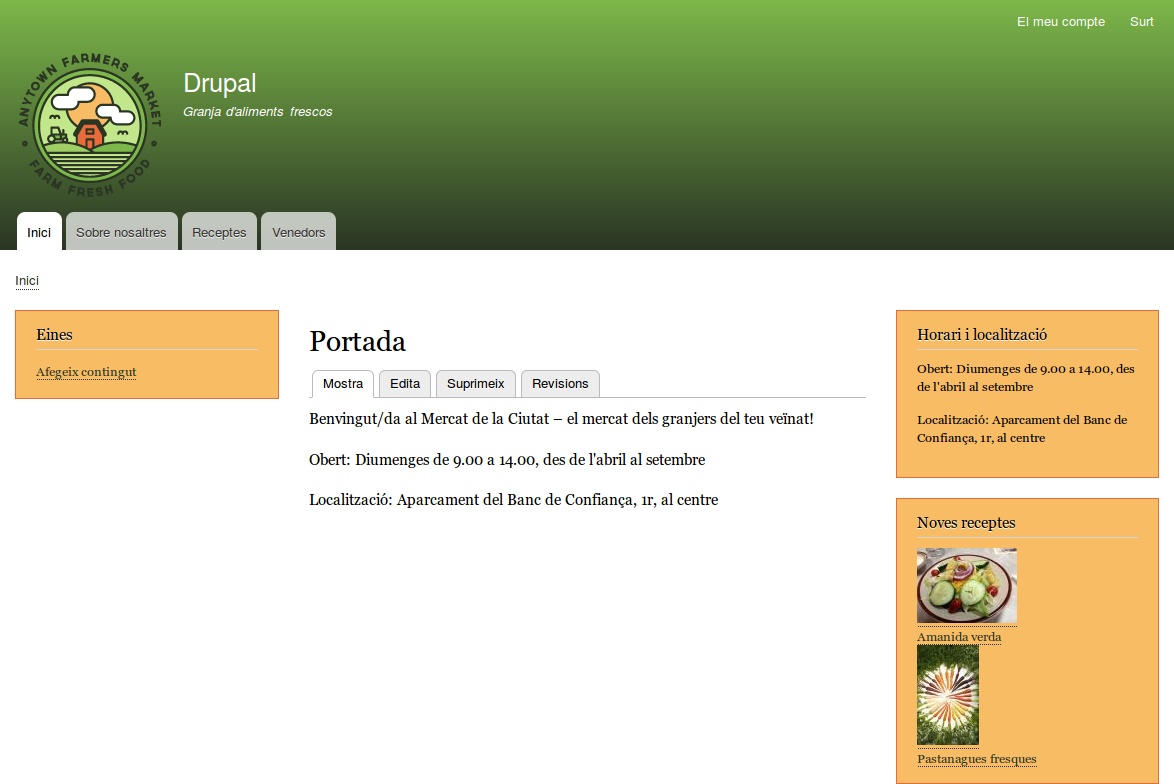 El meu compte Surt
ANYTOWN FARMERS MARKET
FARM FRESH FOOD
Drupal
Granja d'aliments frescos
Inici Sobre nosaltres Receptes Venedors
Inici
Eines
Afegeix contingut
Portada
Mostra Edita Suprimeix Revisions
Benvingut/da al Mercat de la Ciutat – el mercat dels granjers del teu veïnat!
Obert: Diumenges de 9.00 a 14.00, des de l'abril al setembre
Localització: Aparcament del Banc de Confiança, 1r, al centre
Horari i localització
Obert: Diumenges de 9.00 a 14.00, des
de l'abril al setembre
Localització: Aparcament del Banc de
Confiança, 1r, al centre
Noves receptes
Amanida verda
Pastanagues fresques